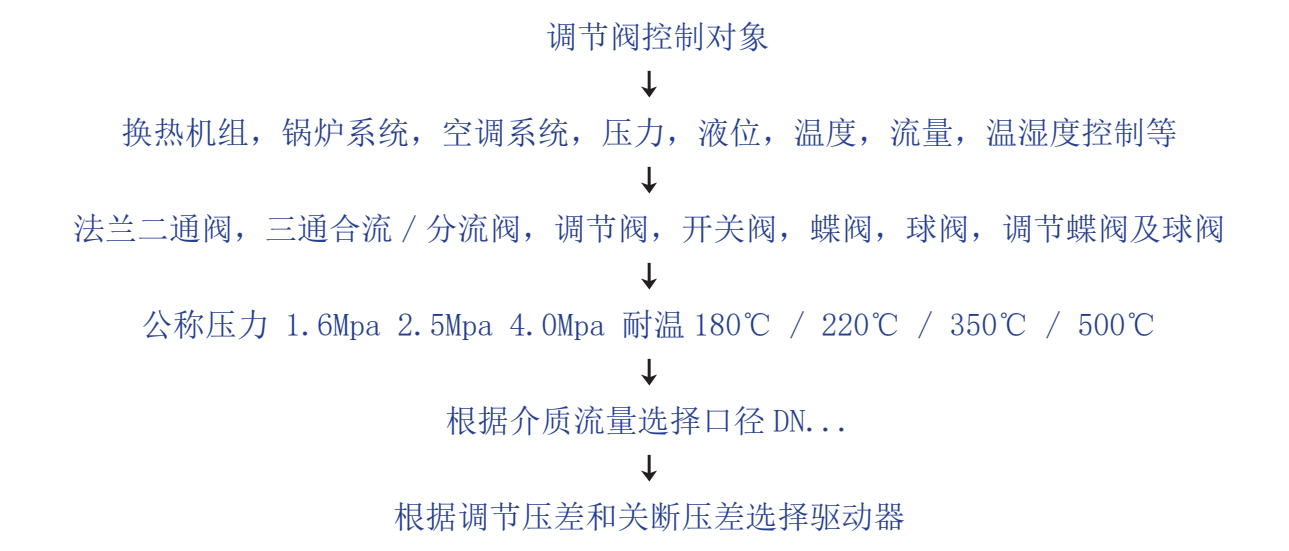 调节阀控制对象
↓
换热机组，锅炉系统，空调系统，压力，液位，温度，流量，温湿度控制等
↓
法兰二通阀，三通合流 / 分流阀，调节阀，开关阀，蝶阀，球阀，调节蝶阀及球阀
↓
公称压力 1.6Mpa 2.5Mpa 4.0Mpa 耐温 180℃ / 220℃ / 350℃ / 500℃
↓
根据介质流量选择口径 DN...
↓
根据调节压差和关断压差选择驱动器